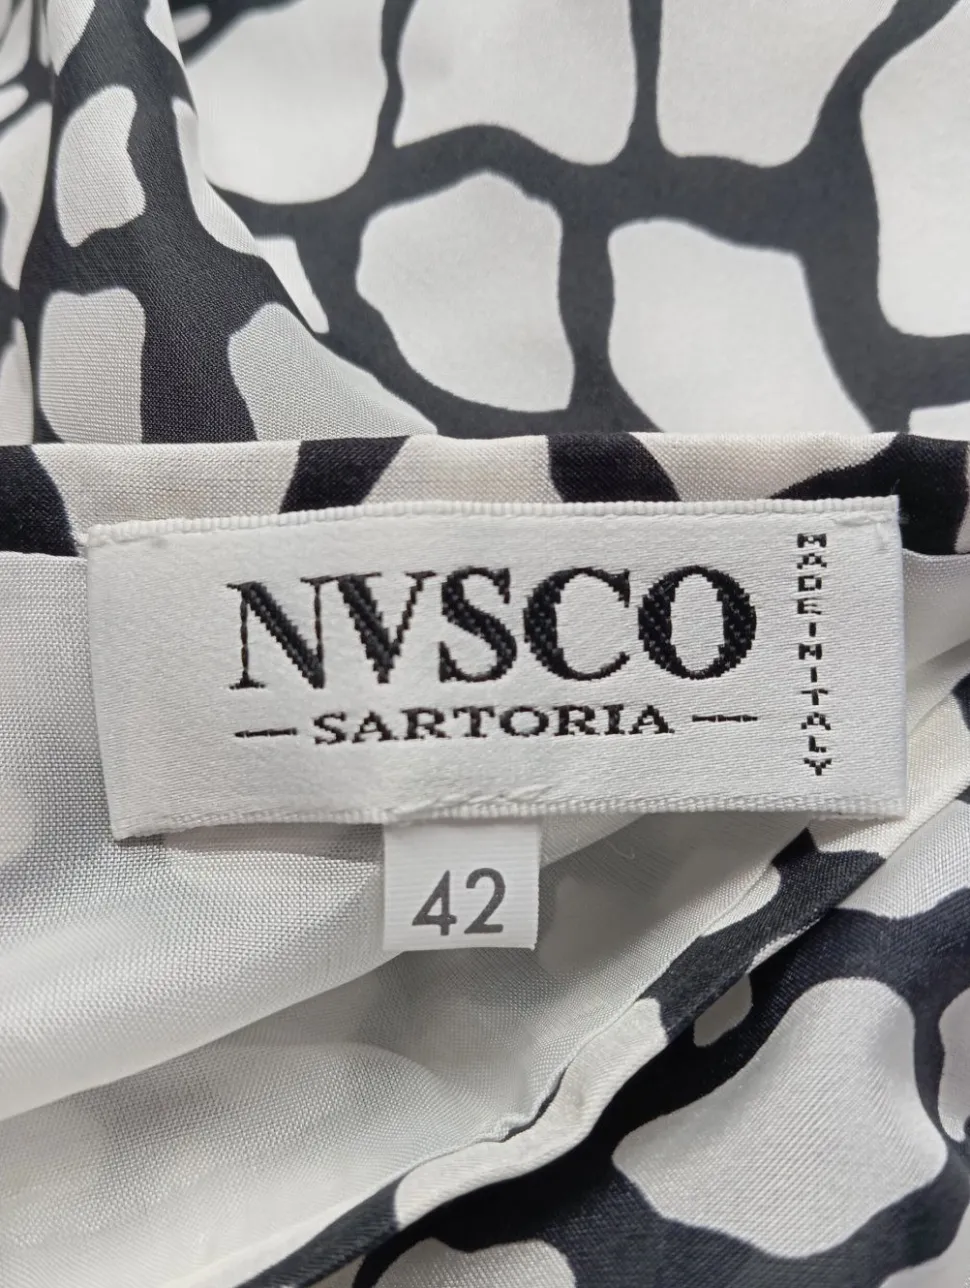 NVSCO
— SARTORIA —
MADE IN ITALY
42